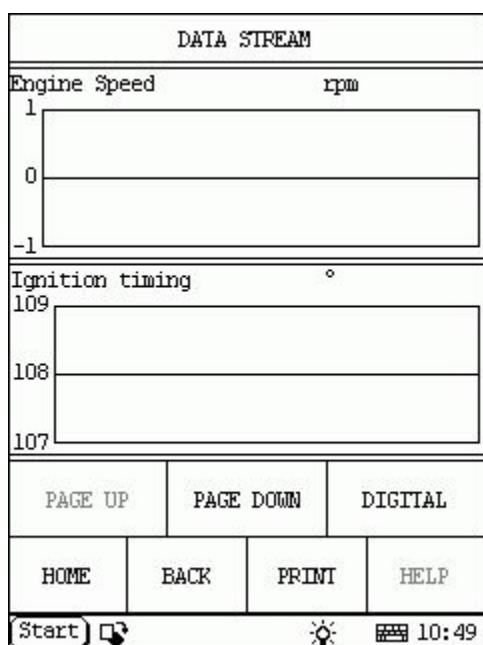 DATA STREAM
Engine Speed rpm
1
0
-1
Ignition timing °
109
108
107
PAGE UP PAGE DOWN DIGITAL
HOME BACK PRINT HELP
Start 10:49